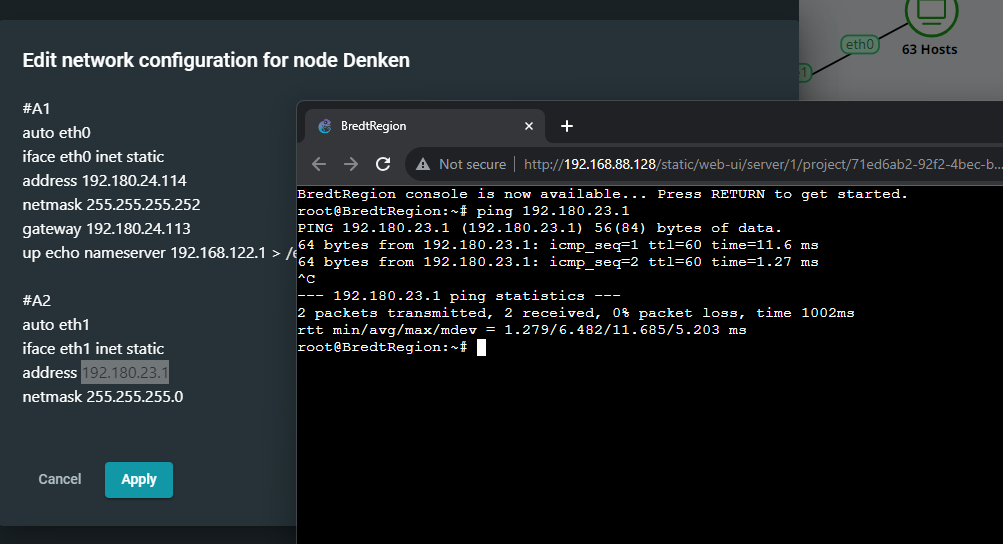 Edit network configuration for node Denken
#A1
auto eth0
iface eth0 inet static
address 192.180.24.114
netmask 255.255.255.252
gateway 192.180.24.113
up echo nameserver 192.168.122.1 > /e
#A2
auto eth1
iface eth1 inet static
address 192.180.23.1
netmask 255.255.255.0
Cancel
Apply
eth0
63 Hosts
BredtRegion
Not secure
http://192.168.88.128/static/web-ui/server/1/project/71ed6ab2-92f2-4bec-b...
BredtRegion console is now available... Press RETURN to get started.
root@BredtRegion:~# ping 192.180.23.1
PING 192.180.23.1 (192.180.23.1) 56(84) bytes of data.
64 bytes from 192.180.23.1: icmp_seq=1 ttl=60 time=11.6 ms
64 bytes from 192.180.23.1: icmp_seq=2 ttl=60 time=1.27 ms
^C
--- 192.180.23.1 ping statistics ---
2 packets transmitted, 2 received, 0% packet loss, time 1002ms
rtt min/avg/max/mdev = 1.279/6.482/11.685/5.203 ms
root@BredtRegion:~#